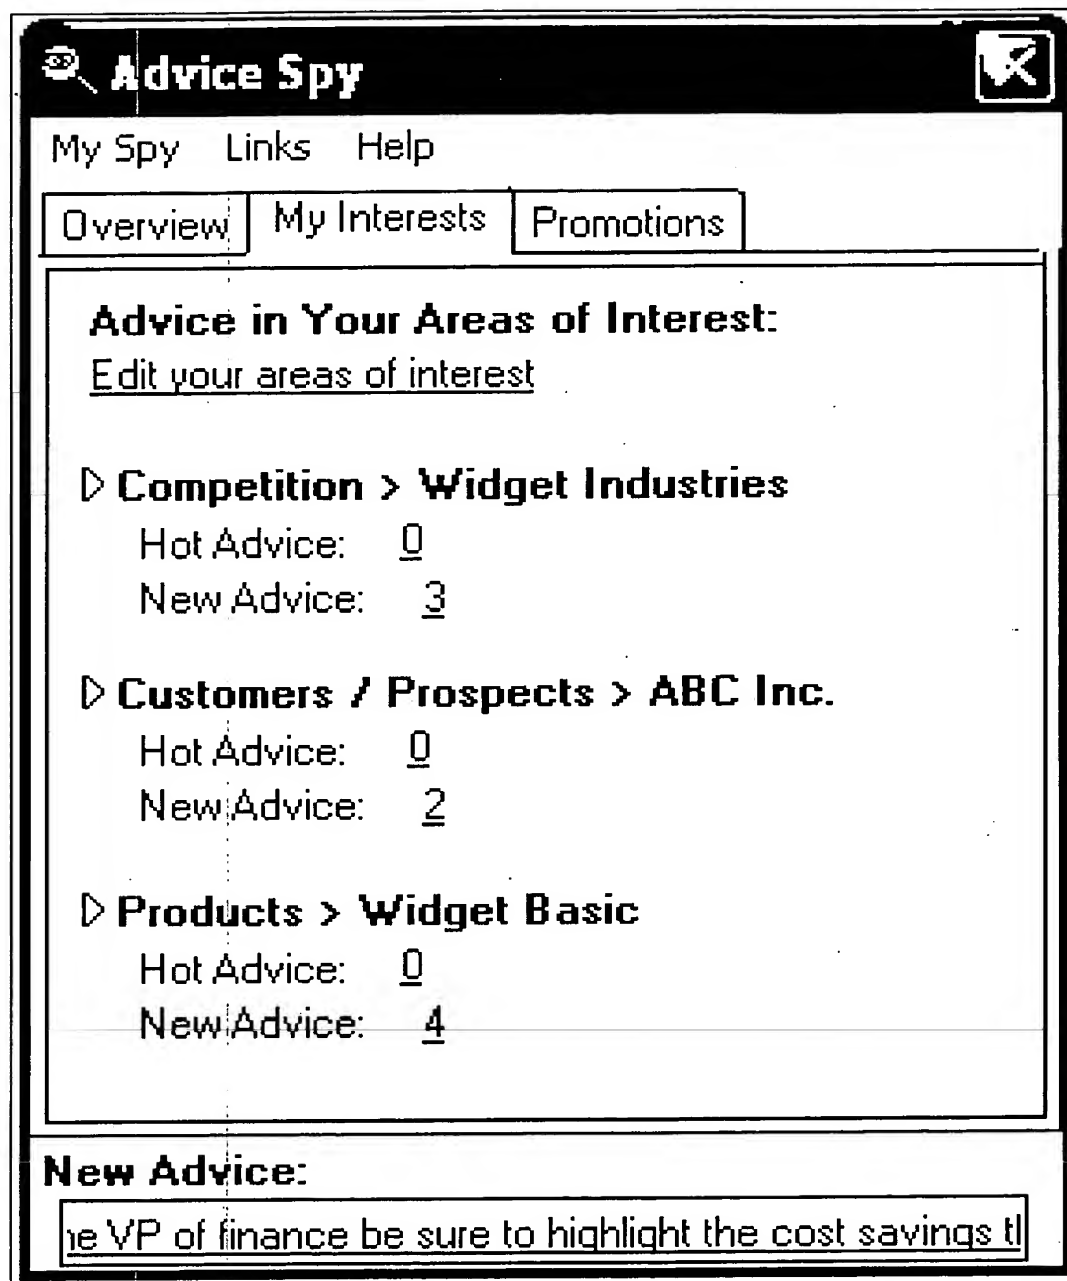 Advice Spy
My Spy Links Help
Overview My Interests Promotions
Advice in Your Areas of Interest:
Edit your areas of interest
Competition > Widget Industries
Hot Advice: 0
New Advice: 3
Customers / Prospects > ABC Inc.
Hot Advice: 0
New Advice: 2
Products > Widget Basic
Hot Advice: 0
New Advice: 4
New Advice:
VP of finance be sure to highlight the cost savings